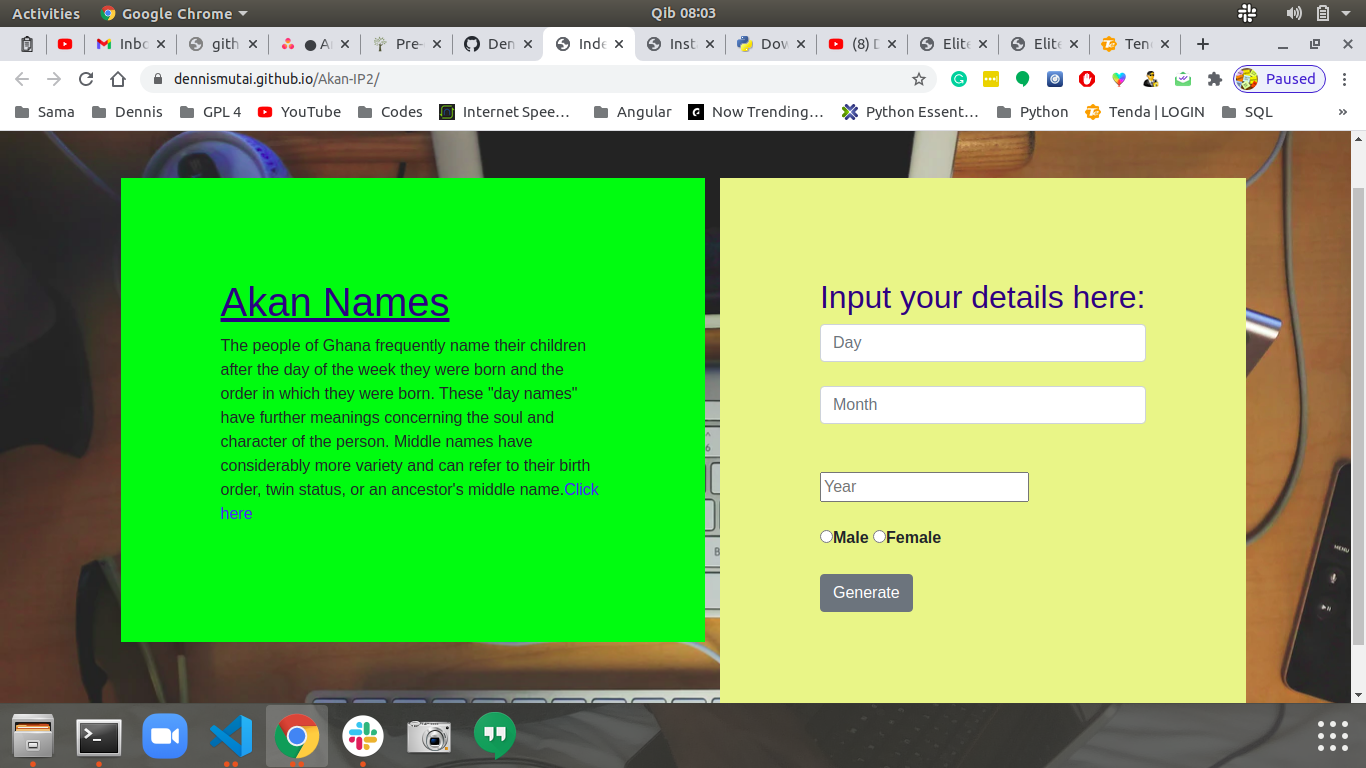 Activities
Google Chrome
Qib 08:03
Inbo
gith
Pre-
Den
Inde
Inst
Dow
(8)
Elite
Elite
Tend
dennismutai.github.io/Akan-IP2/
Paused
Sama
Dennis
GPL 4
YouTube
Codes
Internet Spee…
Angular
Now Trending…
Python Essent…
Python
Tenda | LOGIN
SQL
»
Akan Names
The people of Ghana frequently name their children
after the day of the week they were born and the
order in which they were born. These "day names"
have further meanings concerning the soul and
character of the person. Middle names have
considerably more variety and can refer to their birth
order, twin status, or an ancestor's middle name.Click
here
Input your details here:
Day
Month
Year
Male Female
Generate
MENU